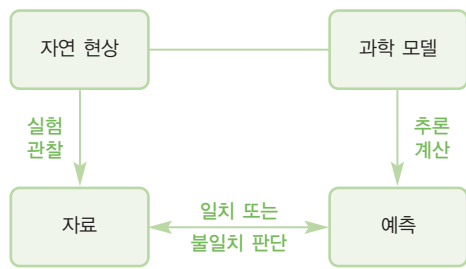 자연 현상
과학 모델
실험
관찰
추론
계산
자료
일치 또는
불일치 판단
예측